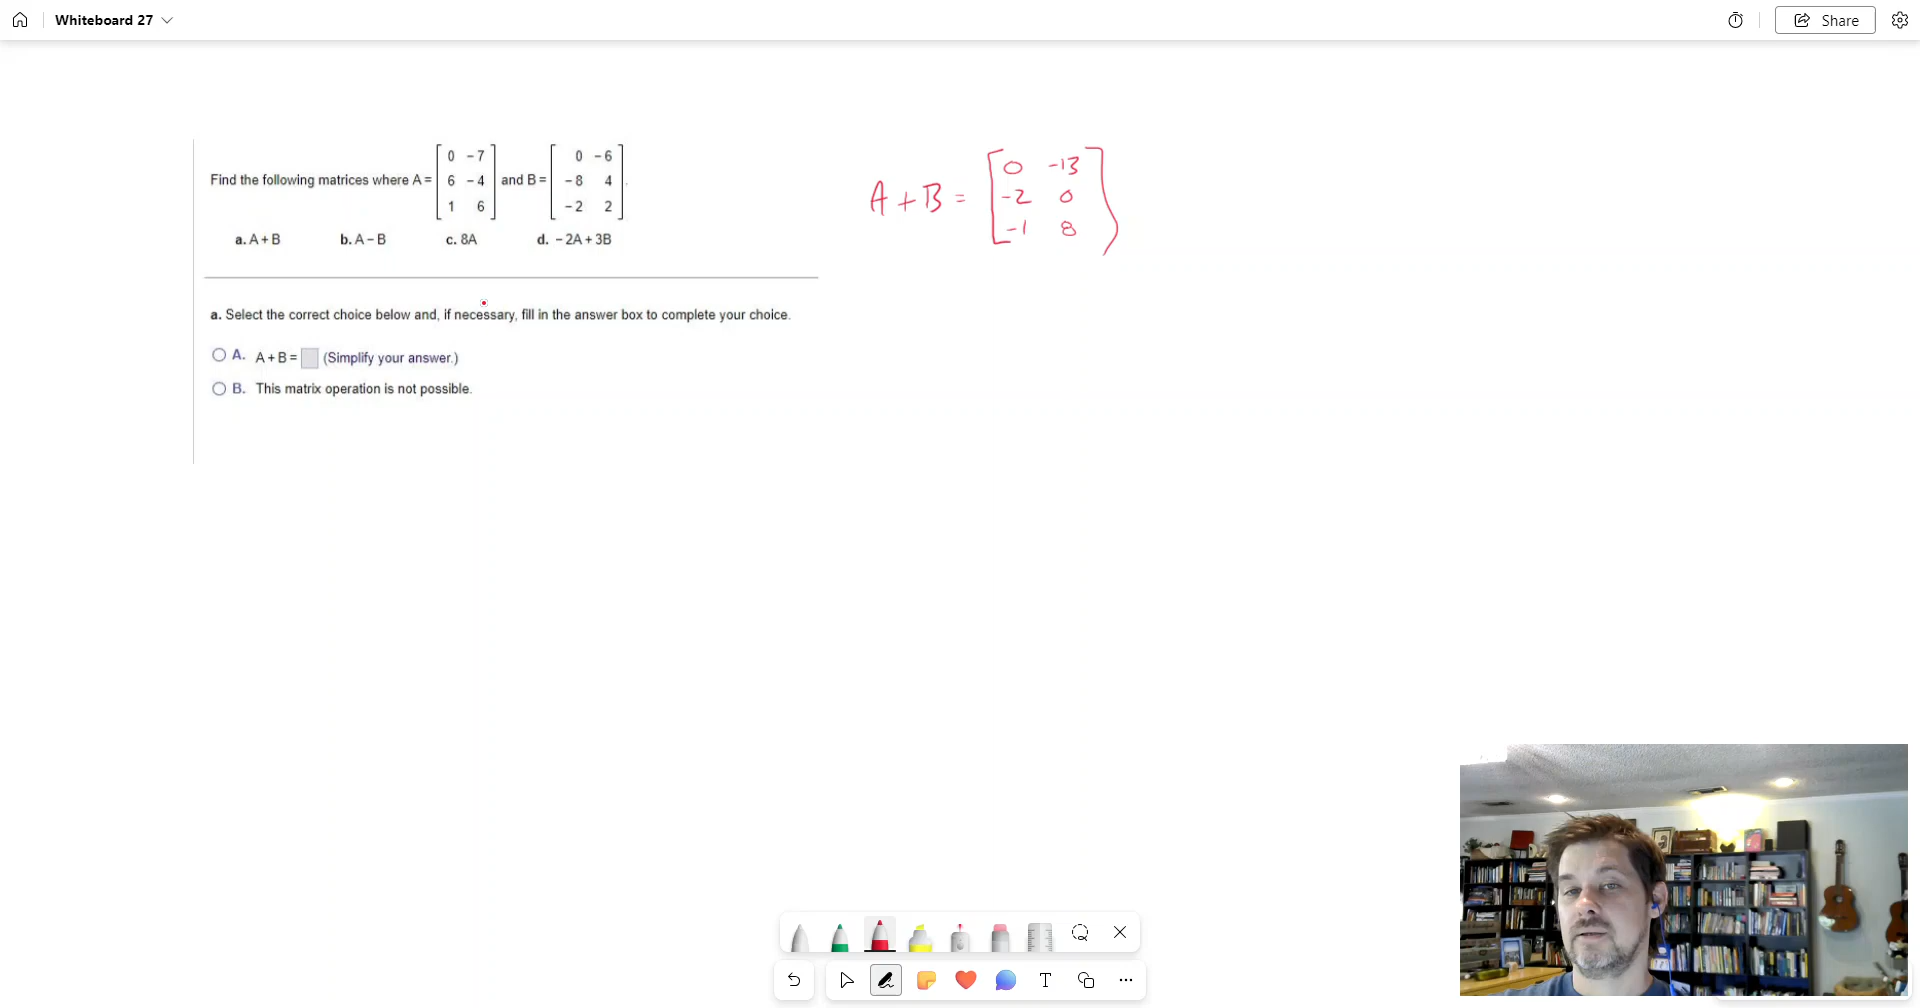 Whiteboard 27
Share
Find the following matrices where A = [ 0 -7 6 -4 1 6 ] and B = [ 0 -6 -8 4 -2 2 ].
a. A + B b. A - B c. 8A d. - 2A + 3B
a. Select the correct choice below and, if necessary, fill in the answer box to complete your choice.
A. A + B = (Simplify your answer.)
B. This matrix operation is not possible.
A + B = [ 0 -13
-2 0
-1 8 ]
T